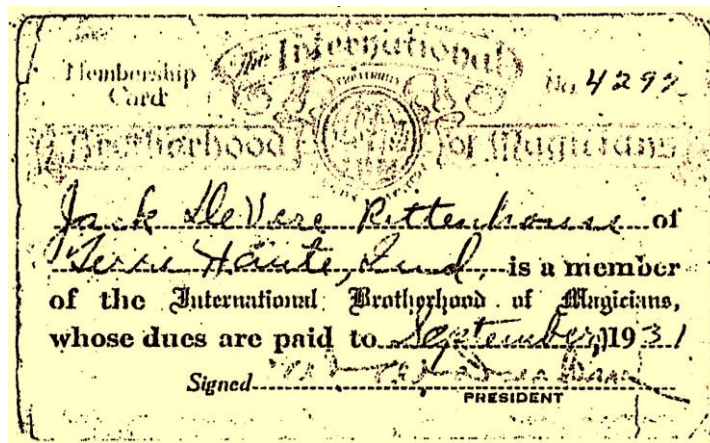 Membership The International
Card No. 4297
Brotherhood of Magicians
Jack DeVere Rittenhouse of
Terre Haute, Ind, is a member
of the International Brotherhood of Magicians,
whose dues are paid to September, 1931
Signed
PRESIDENT